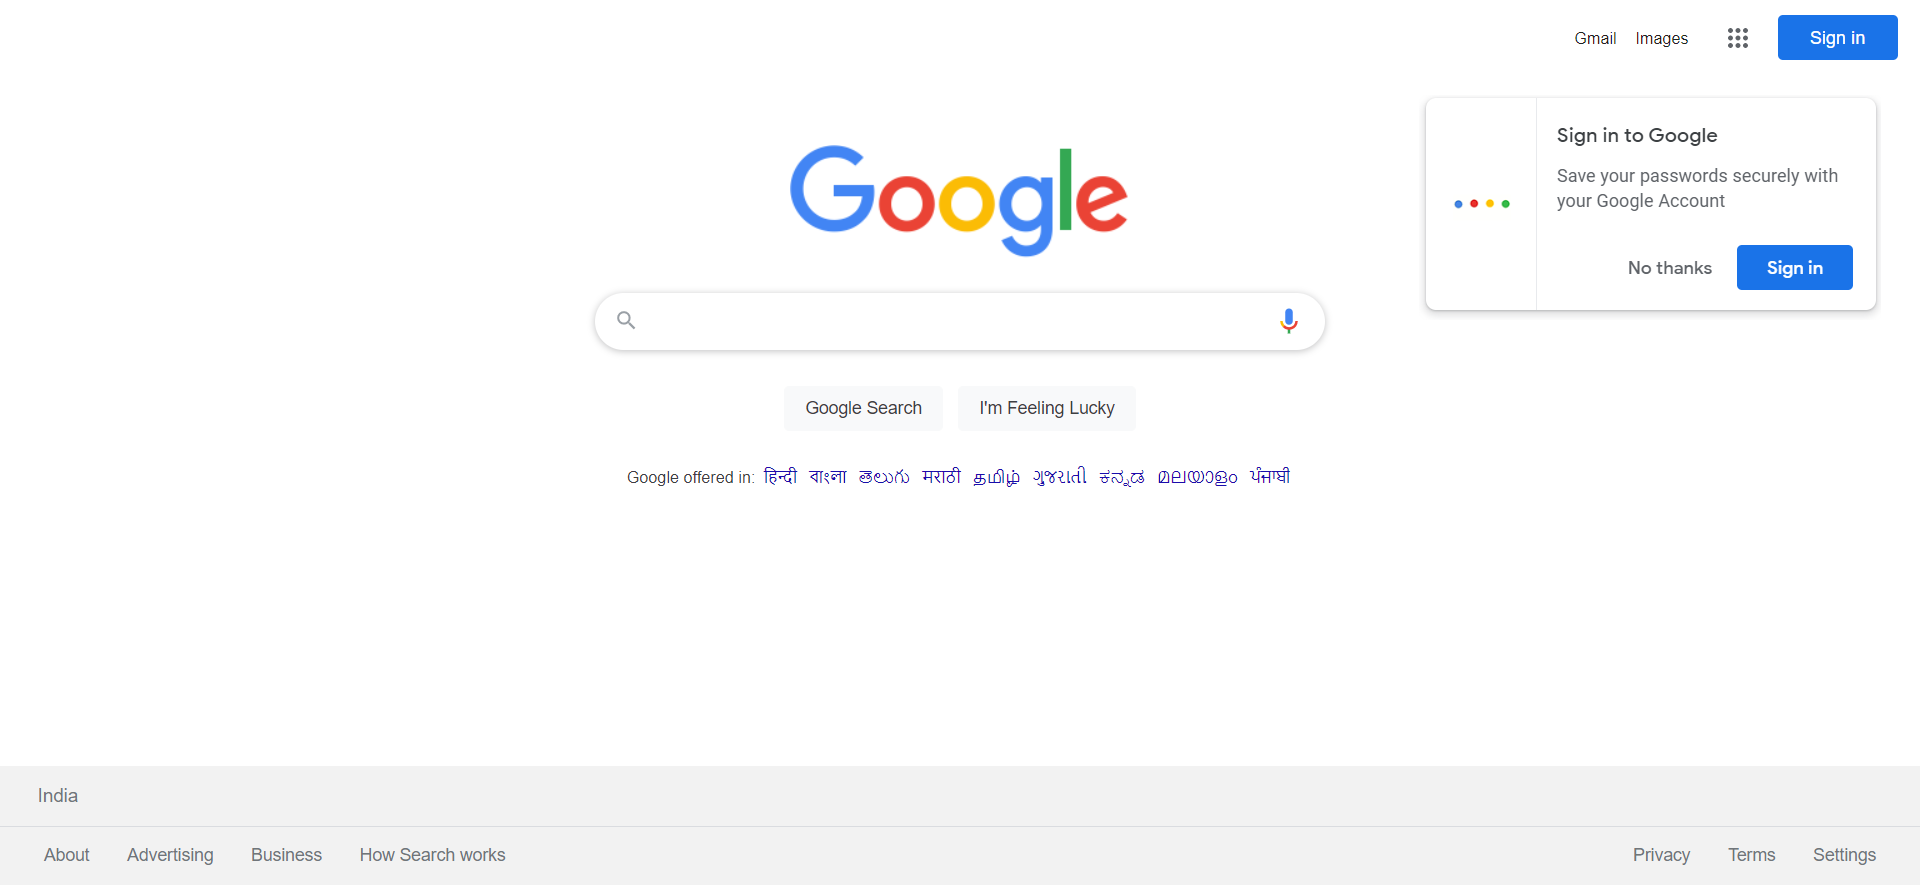 Gmail Images Sign in
Google
Sign in to Google
Save your passwords securely with
your Google Account
No thanks Sign in
Google Search I'm Feeling Lucky
Google offered in: हिन्दी বাংলা తెలుగు मराठी தமிழ் ગુજરાતી ಕನ್ನಡ മലയാളം ਪੰਜਾਬੀ
India
About Advertising Business How Search works Privacy Terms Settings